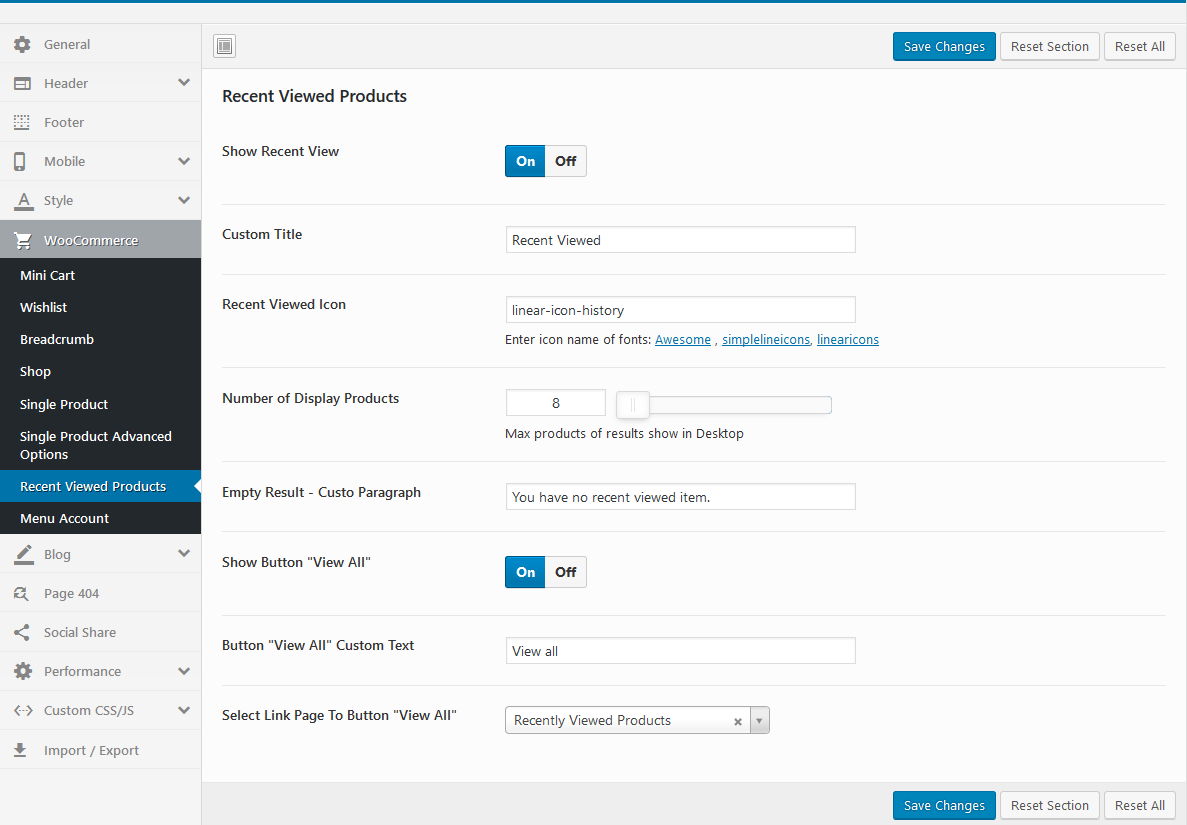 General
Header
Footer
Mobile
Style
WooCommerce
Mini Cart
Wishlist
Breadcrumb
Shop
Single Product
Single Product Advanced
Options
Recent Viewed Products
Menu Account
Blog
Page 404
Social Share
Performance
Custom CSS/JS
Import / Export
Save Changes Reset Section Reset All
Recent Viewed Products
Show Recent View On Off
Custom Title Recent Viewed
Recent Viewed Icon linear-icon-history
Enter icon name of fonts: Awesome , simplelineicons, linearicons
Number of Display Products 8
Max products of results show in Desktop
Empty Result - Custo Paragraph You have no recent viewed item.
Show Button "View All" On Off
Button "View All" Custom Text View all
Select Link Page To Button "View All" Recently Viewed Products
Save Changes Reset Section Reset All